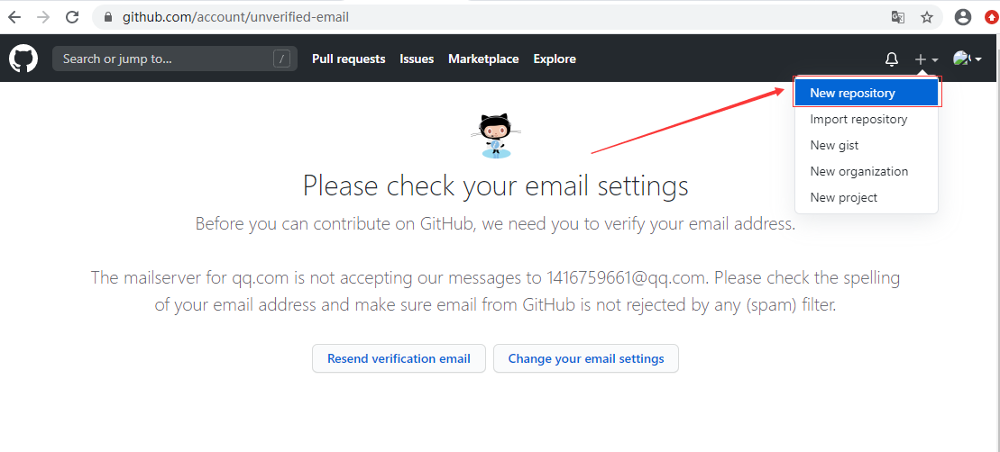 github.com/account/unverified-email
Search or jump to...
/
Pull requests
Issues
Marketplace
Explore
New repository
Import repository
New gist
New organization
New project
Please check your email settings
Before you can contribute on GitHub, we need you to verify your email address.
The mailserver for qq.com is not accepting our messages to 1416759661@qq.com. Please check the spelling
of your email address and make sure email from GitHub is not rejected by any (spam) filter.
Resend verification email
Change your email settings